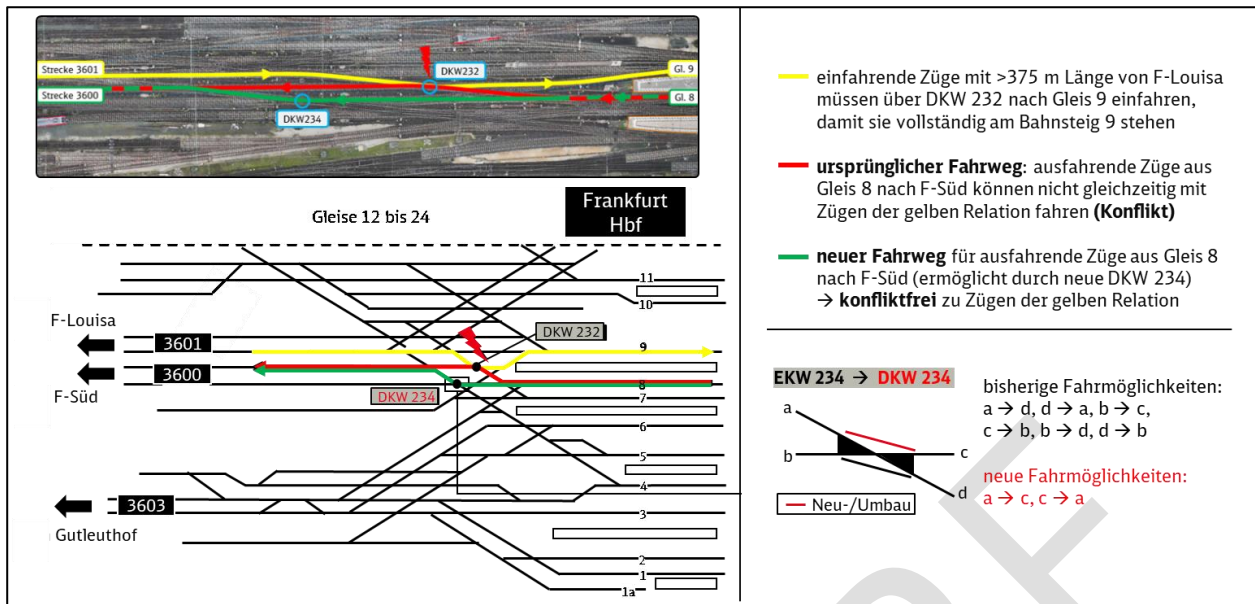 Strecke 3601
Strecke 3600
DKW232
DKW234
Gl. 9
Gl. 8
Gleise 12 bis 24
Frankfurt
Hbf
11
10
F-Louisa
3601
DKW 232
9
3600
F-Süd
8
DKW 234
7
6
5
4
3603
3
Gutleuthof
2
1
1a
einfahrende Züge mit >375 m Länge von F-Louisa
müssen über DKW 232 nach Gleis 9 einfahren,
damit sie vollständig am Bahnsteig 9 stehen
ursprünglicher Fahrweg: ausfahrende Züge aus
Gleis 8 nach F-Süd können nicht gleichzeitig mit
Zügen der gelben Relation fahren (Konflikt)
neuer Fahrweg für ausfahrende Züge aus Gleis 8
nach F-Süd (ermöglicht durch neue DKW 234)
→ konfliktfrei zu Zügen der gelben Relation
EKW 234 → DKW 234
a
b
c
d
Neu-/Umbau
bisherige Fahrmöglichkeiten:
a → d, d → a, b → c,
c → b, b → d, d → b
neue Fahrmöglichkeiten:
a → c, c → a